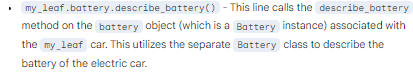 • my_leaf.battery.describe_battery() - This line calls the describe_battery
method on the battery object (which is a Battery instance) associated with
the my_leaf car. This utilizes the separate Battery class to describe the
battery of the electric car.